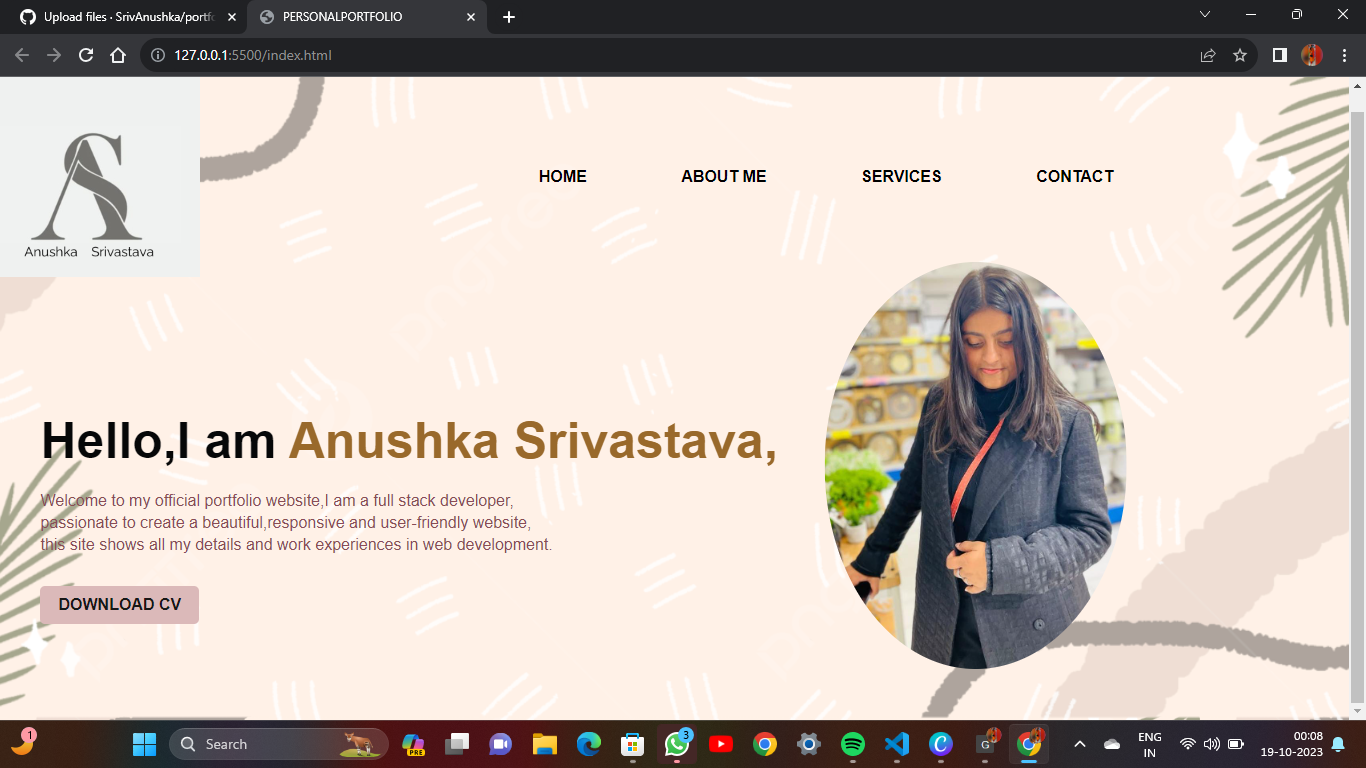 Upload files · SrivAnushka/portf
PERSONALPORTFOLIO
127.0.0.1:5500/index.html
HOME ABOUT ME SERVICES CONTACT
AS
Anushka Srivastava
Hello,I am Anushka Srivastava,
Welcome to my official portfolio website,I am a full stack developer,
passionate to create a beautiful,responsive and user-friendly website,
this site shows all my details and work experiences in web development.
DOWNLOAD CV
1
Search
PRE
3
G
ENG
IN
00:08
19-10-2023